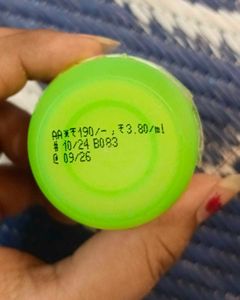 AA*₹190/-, ₹3.80/ml
# 10/24 B083
@ 09/26